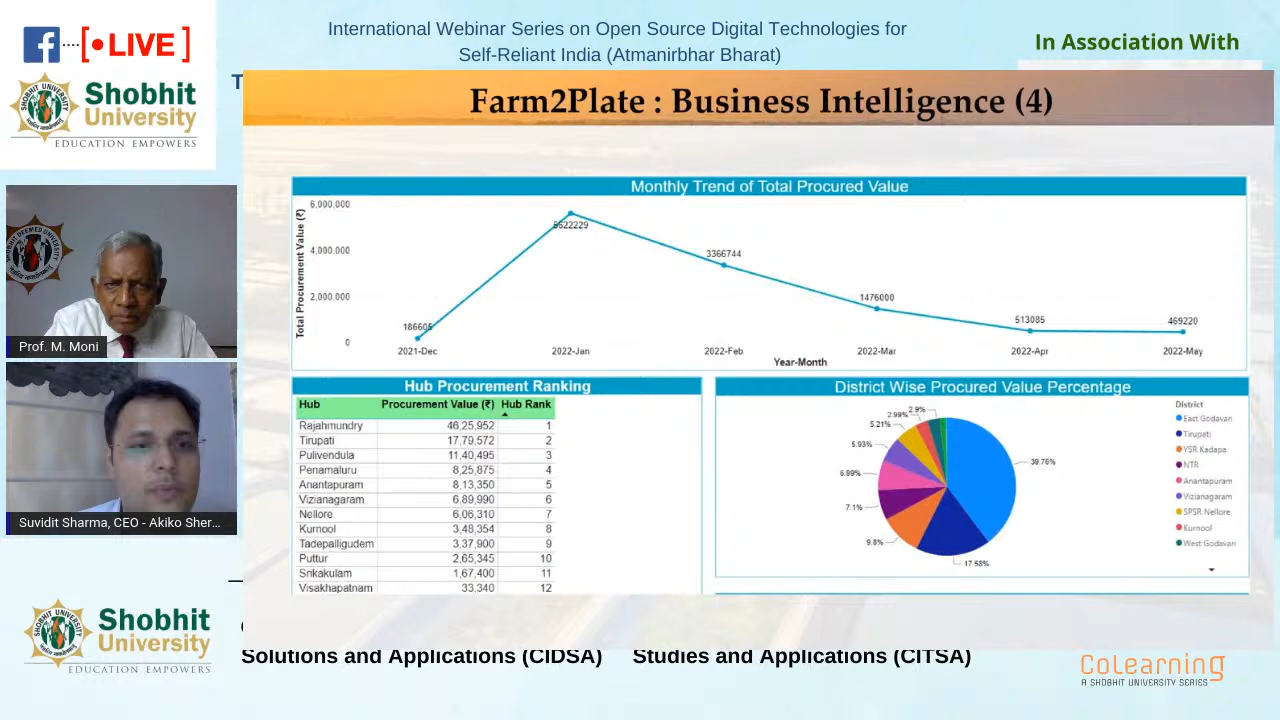 International Webinar Series on Open Source Digital Technologies for
Self-Reliant India (Atmanirbhar Bharat)
In Association With
LIVE
Shobhit
University
EDUCATION EMPOWERS
T
Farm2Plate : Business Intelligence (4)
Monthly Trend of Total Procured Value
Total Procurement Value (₹)
6,000,000
4,000,000
2,000,000
0
186605
5622229
3366744
1476000
513085
469220
2021-Dec
2022-Jan
2022-Feb
2022-Mar
2022-Apr
2022-May
Year-Month
Prof. M. Moni
Suvidit Sharma, CEO - Akiko Sher...
Hub Procurement Ranking
Hub Procurement Value (₹) Hub Rank
Rajahmundry 46,25,952 1
Tirupati 17,79,572 2
Pulivendula 11,40,495 3
Penamaluru 8,25,875 4
Anantapuram 8,13,350 5
Vizianagaram 6,89,990 6
Nellore 6,06,310 7
Kurnool 3,48,354 8
Tadepalligudem 3,37,900 9
Puttur 2,65,345 10
Srikakulam 1,67,400 11
Visakhapatnam 33,340 12
District Wise Procured Value Percentage
39.76%
17.58%
9.8%
7.1%
6.99%
5.93%
5.21%
2.99%
2.9%
District
East Godavari
Tirupati
YSR Kadapa
NTR
Anantapuram
Vizianagaram
SPSR Nellore
Kurnool
West Godavari
Shobhit
University
EDUCATION EMPOWERS
Solutions and Applications (CIDSA) Studies and Applications (CITSA)
CoLearning
A SHOBHIT UNIVERSITY SERIES